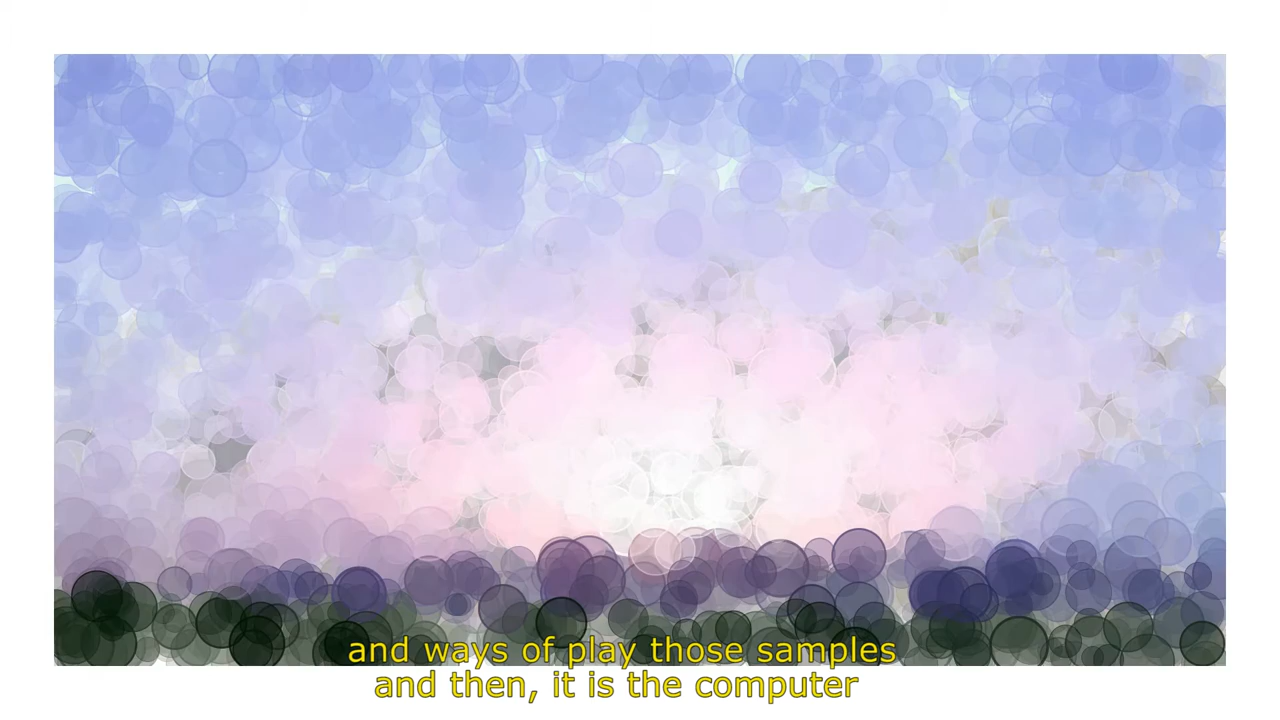 and ways of play those samples
and then, it is the computer